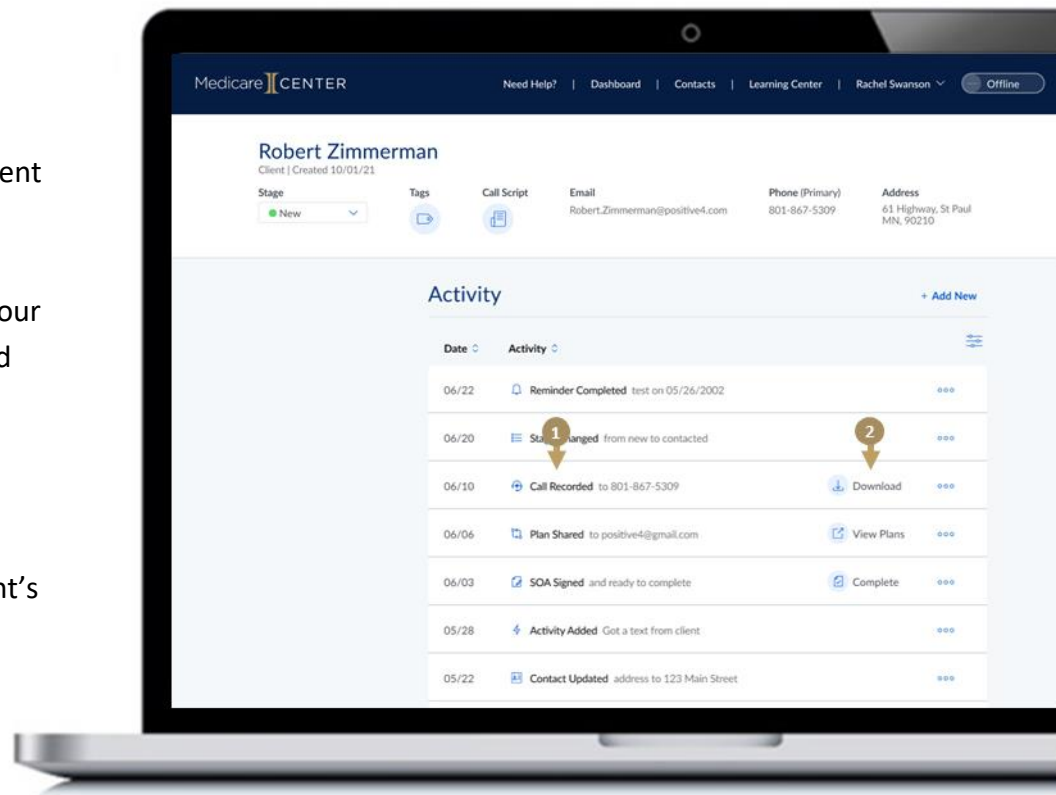 ent
our
d
nt's
Medicare CENTER
Need Help? | Dashboard | Contacts | Learning Center | Rachel Swanson Offline
Robert Zimmerman
Client | Created 10/01/21
Stage Tags Call Script Email Phone (Primary) Address
New Robert.Zimmerman@positive4.com 801-867-5309 61 Highway, St Paul
MN, 90210
Activity + Add New
Date Activity
06/22 Reminder Completed test on 05/26/2002
06/20 from new to contacted
1 2
06/10 Call Recorded to 801-867-5309 Download
06/06 Plan Shared to positive4@gmail.com View Plans
06/03 SOA Signed and ready to complete Complete
05/28 Activity Added Got a text from client
05/22 Contact Updated address to 123 Main Street